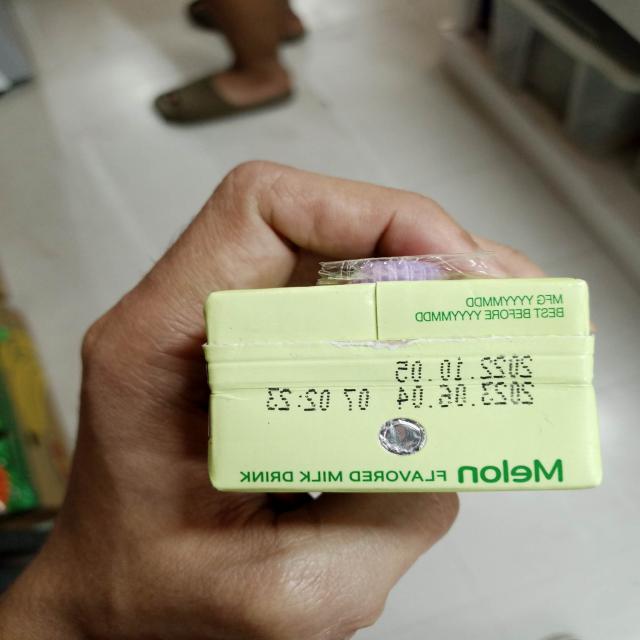 MFG YYYYMMDD
BEST BEFORE YYYYMMDD
2022.10.05
2023.06.04 07 02:23
Melon FLAVORED MILK DRINK